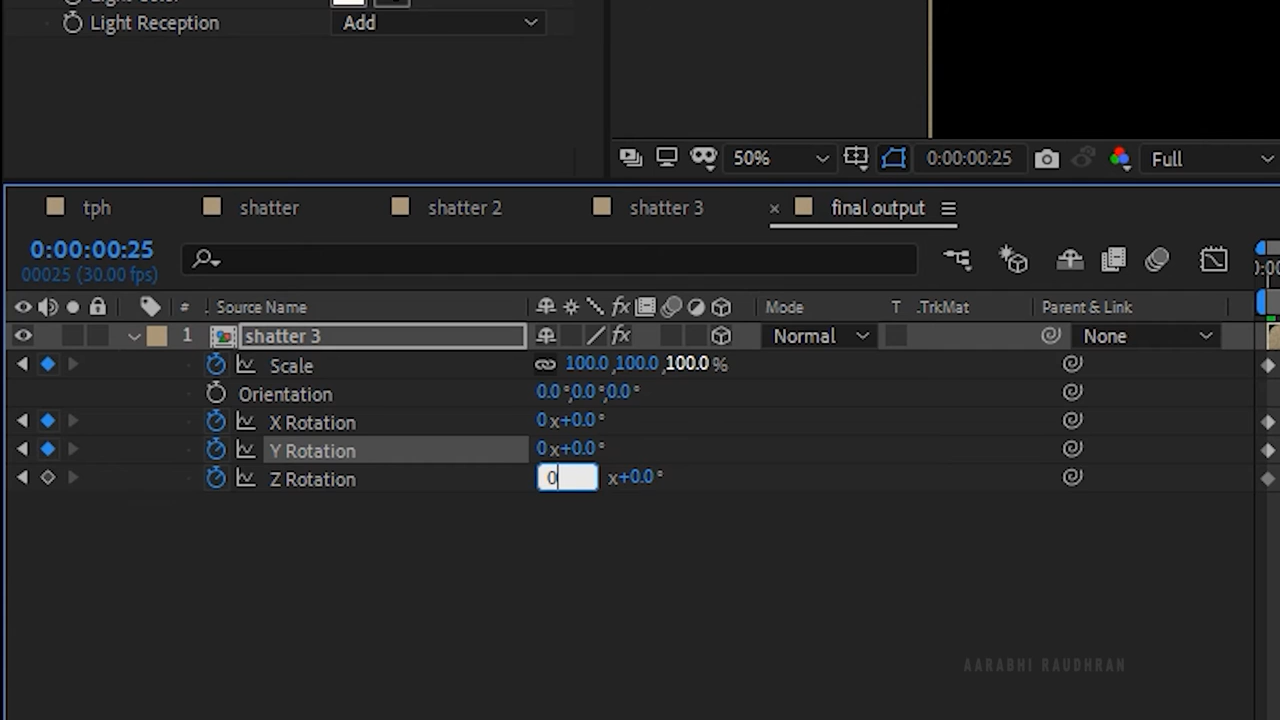 Light Reception Add
50% 0:00:00:25 Full
tph shatter shatter 2 shatter 3 × final output
0:00:00:25
00025 (30.00 fps)
# Source Name fx Mode T .TrkMat Parent & Link
1 shatter 3 fx Normal None
Scale 100.0,100.0,100.0%
Orientation 0.0°,0.0°,0.0°
X Rotation 0x+0.0°
Y Rotation 0x+0.0°
Z Rotation 0 x+0.0°
AARABHI RAUDHRAN